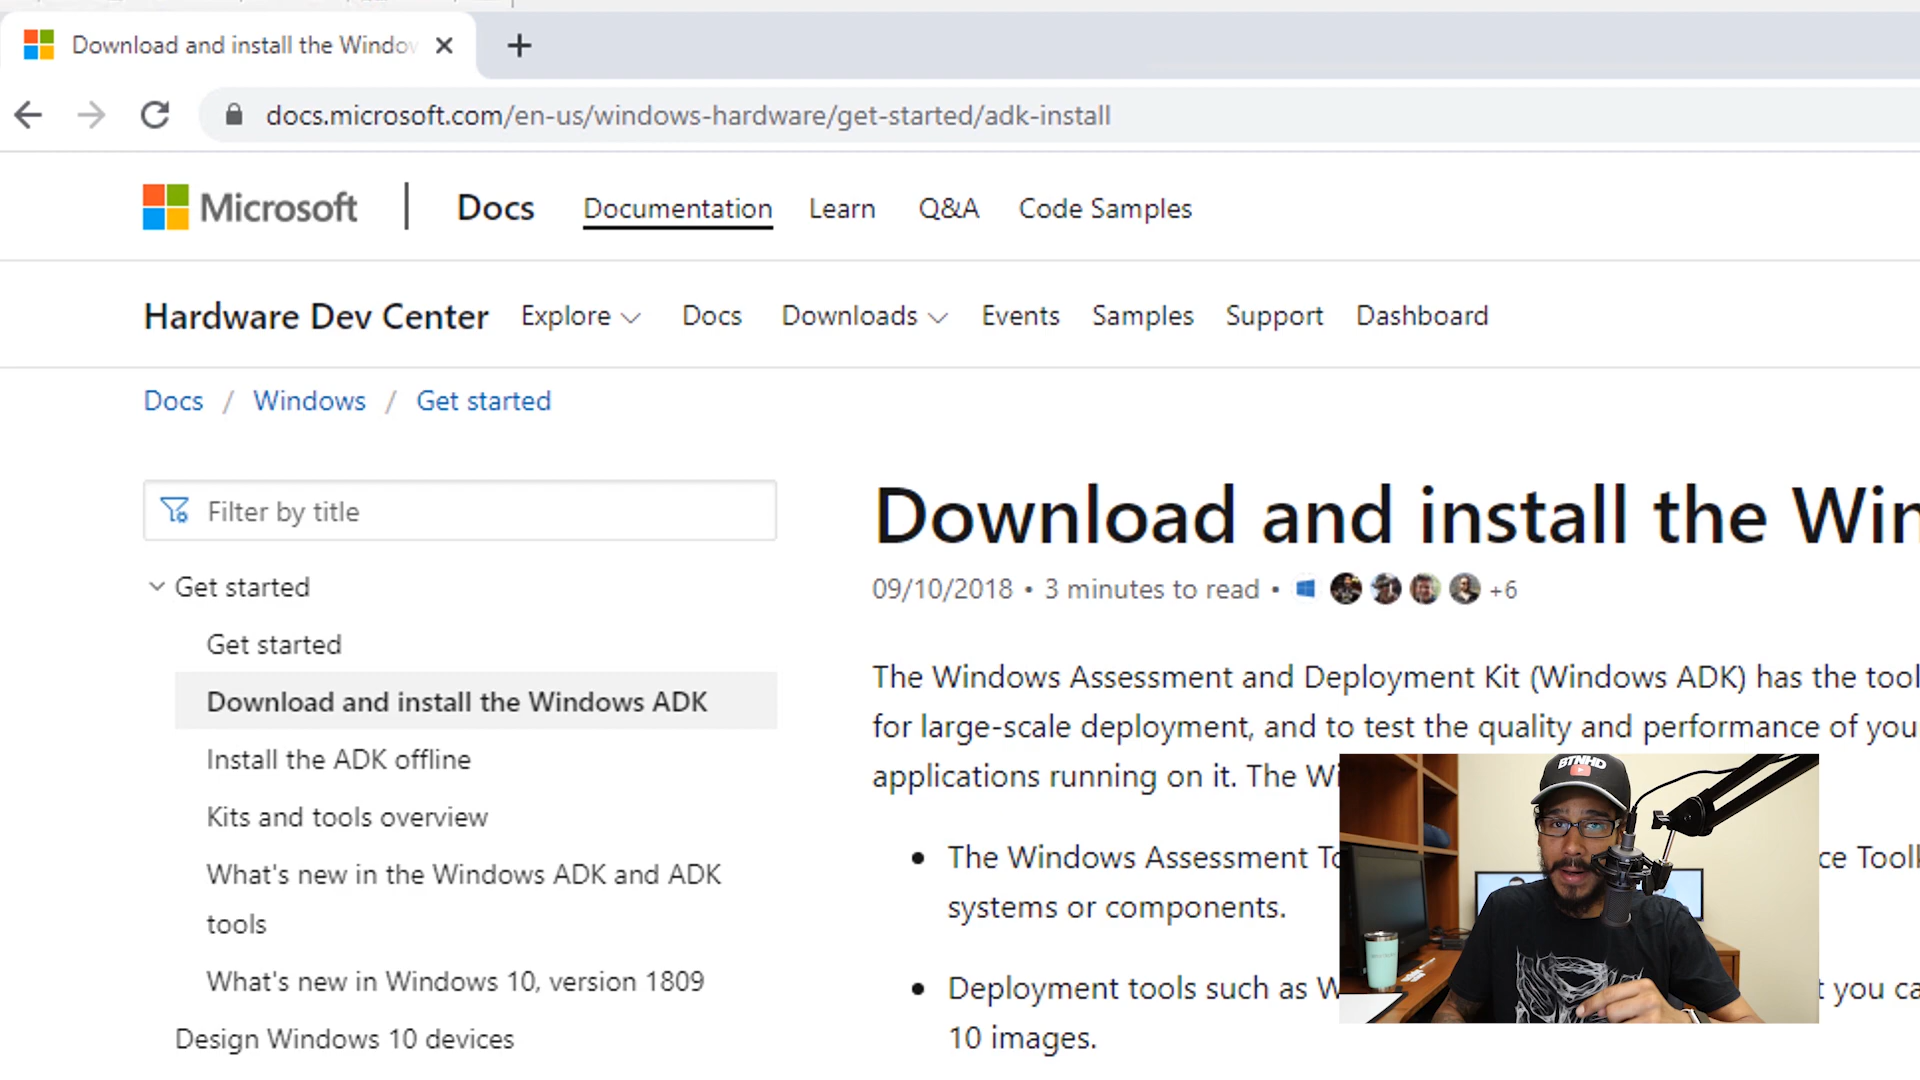 Download and install the Window
docs.microsoft.com/en-us/windows-hardware/get-started/adk-install
Microsoft Docs Documentation Learn Q&A Code Samples
Hardware Dev Center Explore Docs Downloads Events Samples Support Dashboard
Docs / Windows / Get started
Filter by title
Get started
Get started
Download and install the Windows ADK
Install the ADK offline
Kits and tools overview
What's new in the Windows ADK and ADK
tools
What's new in Windows 10, version 1809
Design Windows 10 devices
Download and install the Win
09/10/2018 • 3 minutes to read • +6
The Windows Assessment and Deployment Kit (Windows ADK) has the tool
for large-scale deployment, and to test the quality and performance of you
applications running on it. The Wi
• The Windows Assessment To ce Toolk
systems or components.
• Deployment tools such as W t you ca
10 images.
BTNHD